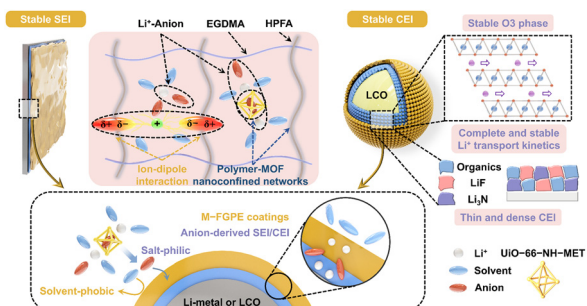 Stable SEI
Li⁺-Anion
EGDMA
HPFA
Stable CEI
Stable O3 phase
LCO
δ+ δ- + δ- δ+
Ion-dipole
interaction
Polymer-MOF
nanoconfined networks
Complete and stable
Li⁺ transport kinetics
Organics
LiF
Li₃N
Thin and dense CEI
M-FGPE coatings
Anion-derived SEI/CEI
Salt-philic
Solvent-phobic
Li-metal or LCO
Li⁺ UiO-66-NH-MET
Solvent
Anion